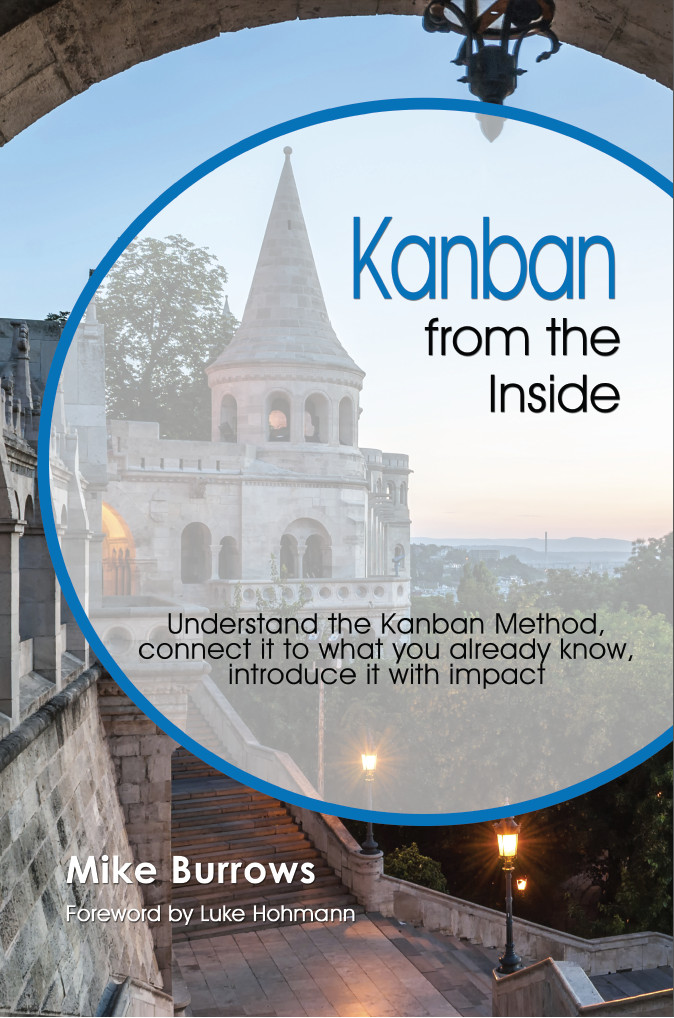 Kanban
from the
Inside
Understand the Kanban Method,
connect it to what you already know,
introduce it with impact
Mike Burrows
Foreword by Luke Hohmann